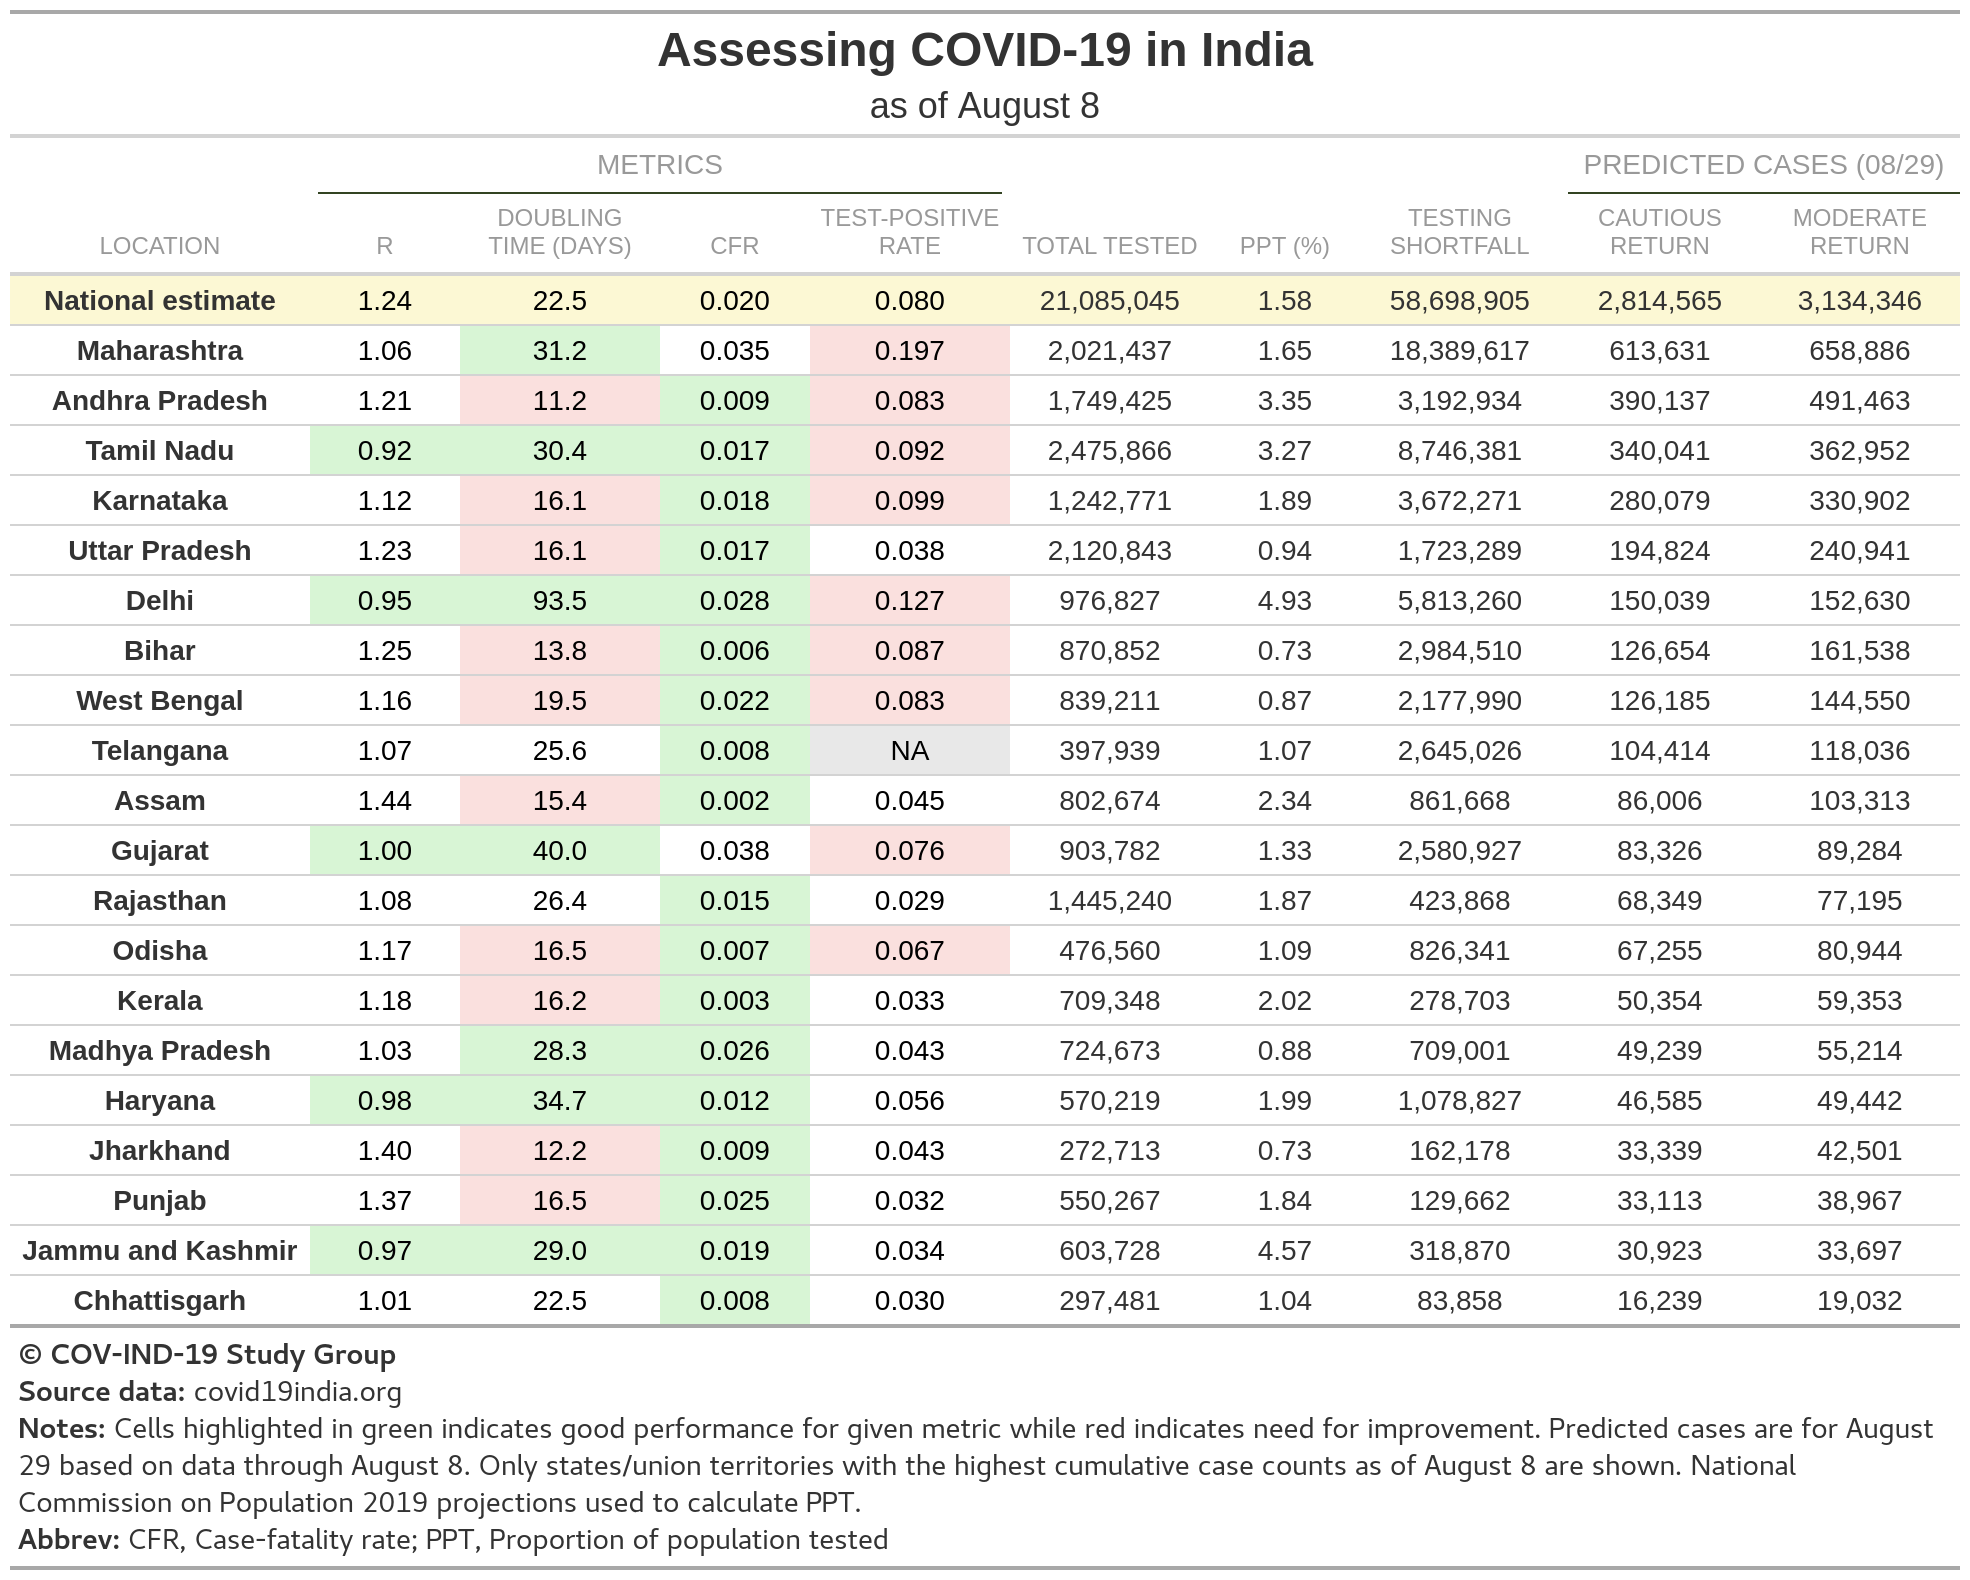 Assessing COVID-19 in India
as of August 8
METRICS PREDICTED CASES (08/29)
LOCATION R DOUBLING TIME (DAYS) CFR TEST-POSITIVE RATE TOTAL TESTED PPT (%) TESTING SHORTFALL CAUTIOUS RETURN MODERATE RETURN
National estimate 1.24 22.5 0.020 0.080 21,085,045 1.58 58,698,905 2,814,565 3,134,346
Maharashtra 1.06 31.2 0.035 0.197 2,021,437 1.65 18,389,617 613,631 658,886
Andhra Pradesh 1.21 11.2 0.009 0.083 1,749,425 3.35 3,192,934 390,137 491,463
Tamil Nadu 0.92 30.4 0.017 0.092 2,475,866 3.27 8,746,381 340,041 362,952
Karnataka 1.12 16.1 0.018 0.099 1,242,771 1.89 3,672,271 280,079 330,902
Uttar Pradesh 1.23 16.1 0.017 0.038 2,120,843 0.94 1,723,289 194,824 240,941
Delhi 0.95 93.5 0.028 0.127 976,827 4.93 5,813,260 150,039 152,630
Bihar 1.25 13.8 0.006 0.087 870,852 0.73 2,984,510 126,654 161,538
West Bengal 1.16 19.5 0.022 0.083 839,211 0.87 2,177,990 126,185 144,550
Telangana 1.07 25.6 0.008 NA 397,939 1.07 2,645,026 104,414 118,036
Assam 1.44 15.4 0.002 0.045 802,674 2.34 861,668 86,006 103,313
Gujarat 1.00 40.0 0.038 0.076 903,782 1.33 2,580,927 83,326 89,284
Rajasthan 1.08 26.4 0.015 0.029 1,445,240 1.87 423,868 68,349 77,195
Odisha 1.17 16.5 0.007 0.067 476,560 1.09 826,341 67,255 80,944
Kerala 1.18 16.2 0.003 0.033 709,348 2.02 278,703 50,354 59,353
Madhya Pradesh 1.03 28.3 0.026 0.043 724,673 0.88 709,001 49,239 55,214
Haryana 0.98 34.7 0.012 0.056 570,219 1.99 1,078,827 46,585 49,442
Jharkhand 1.40 12.2 0.009 0.043 272,713 0.73 162,178 33,339 42,501
Punjab 1.37 16.5 0.025 0.032 550,267 1.84 129,662 33,113 38,967
Jammu and Kashmir 0.97 29.0 0.019 0.034 603,728 4.57 318,870 30,923 33,697
Chhattisgarh 1.01 22.5 0.008 0.030 297,481 1.04 83,858 16,239 19,032
© COV-IND-19 Study Group
Source data: covid19india.org
Notes: Cells highlighted in green indicates good performance for given metric while red indicates need for improvement. Predicted cases are for August
29 based on data through August 8. Only states/union territories with the highest cumulative case counts as of August 8 are shown. National
Commission on Population 2019 projections used to calculate PPT.
Abbrev: CFR, Case-fatality rate; PPT, Proportion of population tested